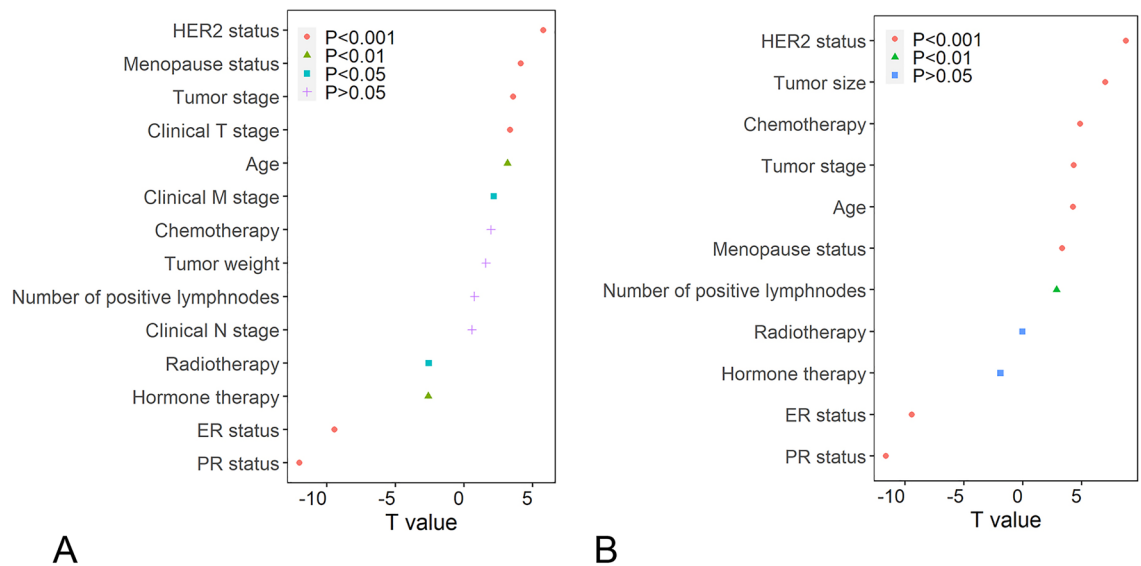 HER2 status
Menopause status
Tumor stage
Clinical T stage
Age
Clinical M stage
Chemotherapy
Tumor weight
Number of positive lymphnodes
Clinical N stage
Radiotherapy
Hormone therapy
ER status
PR status
P<0.001
P<0.01
P<0.05
P>0.05
-10 -5 0 5
T value
A
HER2 status
Tumor size
Chemotherapy
Tumor stage
Age
Menopause status
Number of positive lymphnodes
Radiotherapy
Hormone therapy
ER status
PR status
P<0.001
P<0.01
P>0.05
-10 -5 0 5
T value
B